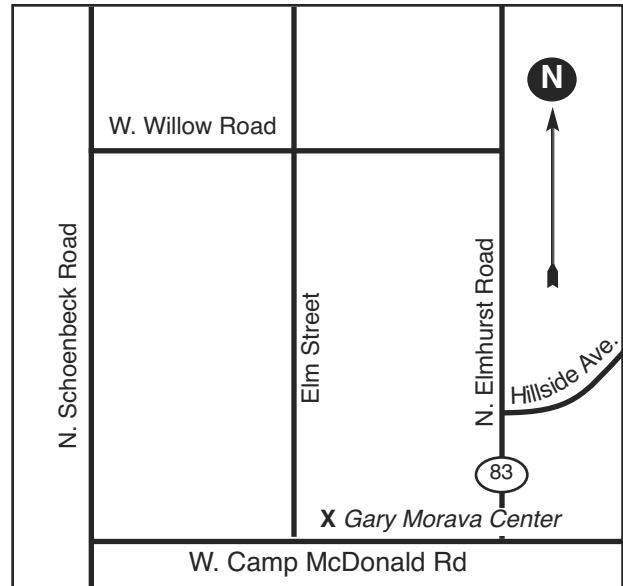 N
W. Willow Road
N. Schoenbeck Road
Elm Street
N. Elmhurst Road
Hillside Ave.
83
X Gary Morava Center
W. Camp McDonald Rd